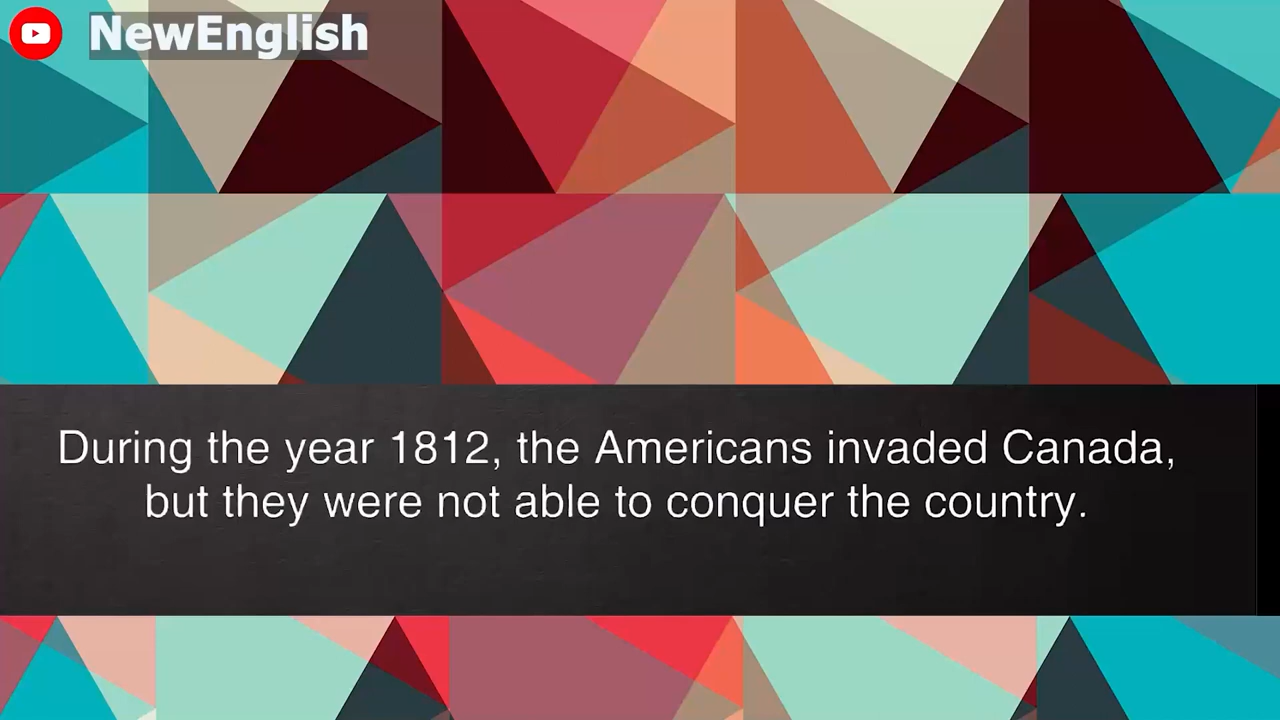 NewEnglish
During the year 1812, the Americans invaded Canada,
but they were not able to conquer the country.